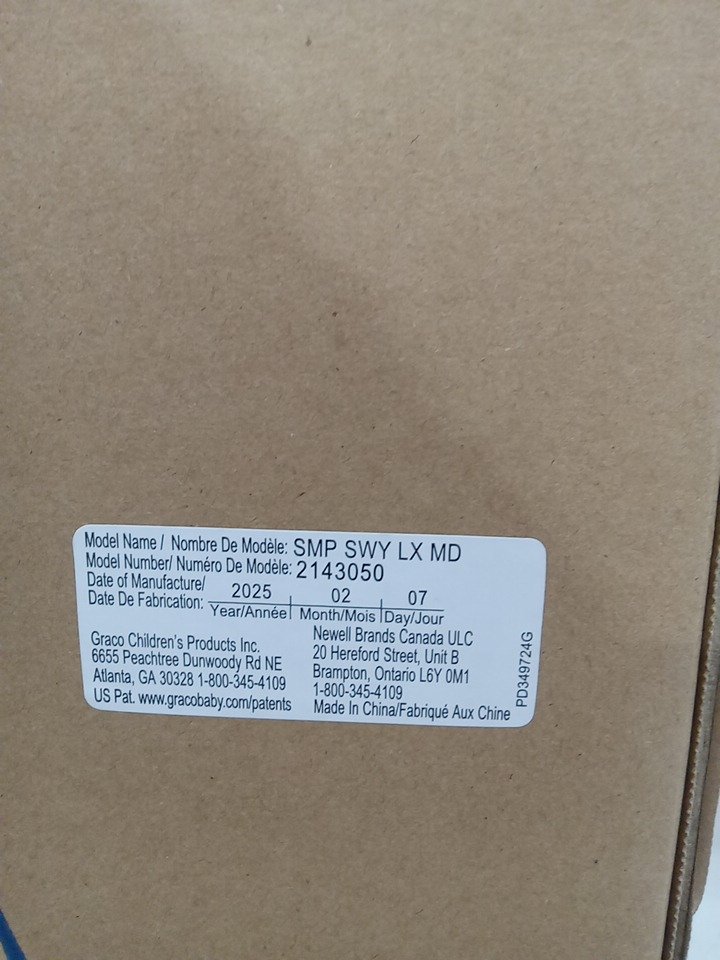 Model Name / Nombre De Modèle: SMP SWY LX MD
Model Number/ Numéro De Modèle: 2143050
Date of Manufacture/
Date De Fabrication: 2025 02 07
Year/Année Month/Mois Day/Jour
Graco Children's Products Inc.
6655 Peachtree Dunwoody Rd NE
Atlanta, GA 30328 1-800-345-4109
US Pat. www.gracobaby.com/patents
Newell Brands Canada ULC
20 Hereford Street, Unit B
Brampton, Ontario L6Y 0M1
1-800-345-4109
Made In China/Fabriqué Aux Chine
PD349724G